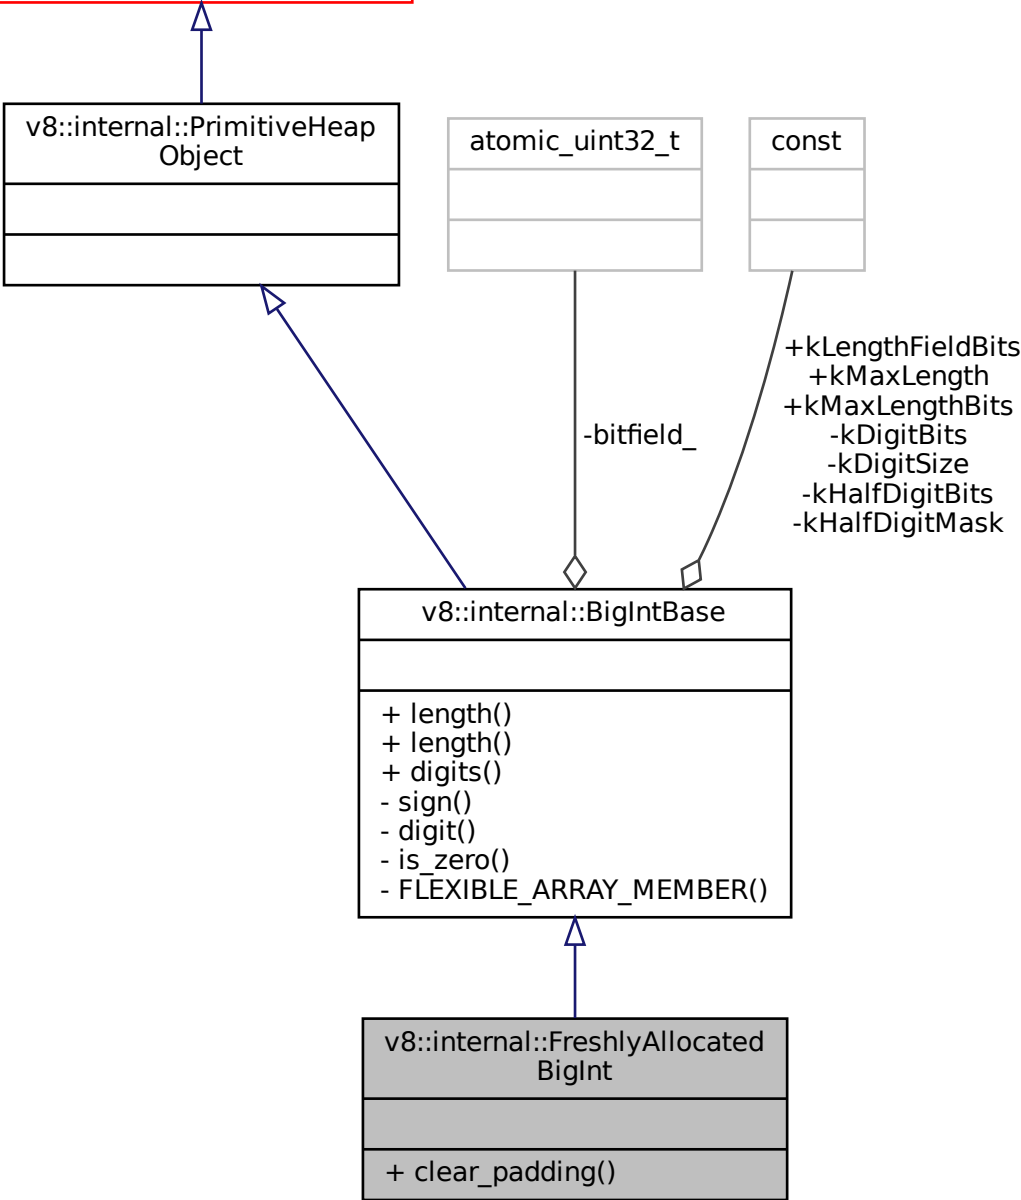 v8::internal::PrimitiveHeap
Object
atomic_uint32_t
const
+kLengthFieldBits
+kMaxLength
+kMaxLengthBits
-kDigitBits
-kDigitSize
-kHalfDigitBits
-kHalfDigitMask
-bitfield_
v8::internal::BigIntBase
+ length()
+ length()
+ digits()
- sign()
- digit()
- is_zero()
- FLEXIBLE_ARRAY_MEMBER()
v8::internal::FreshlyAllocated
BigInt
+ clear_padding()